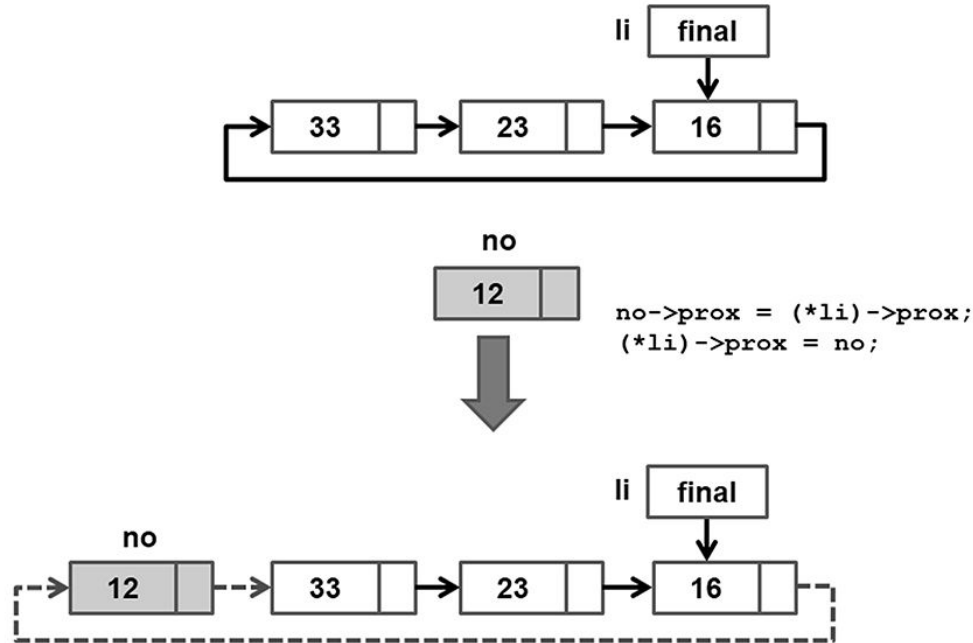 li final
33 23 16
no
12
no->prox = (*li)->prox;
(*li)->prox = no;
li final
no
12 33 23 16